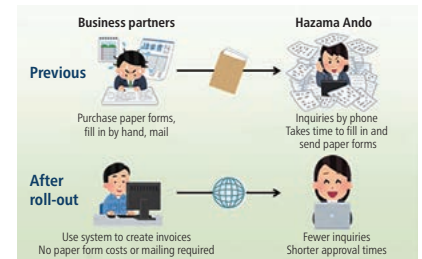 Business partners
Hazama Ando
Previous
Purchase paper forms,
fill in by hand, mail
Inquiries by phone
Takes time to fill in and
send paper forms
After
roll-out
Use system to create invoices
No paper form costs or mailing required
Fewer inquiries
Shorter approval times